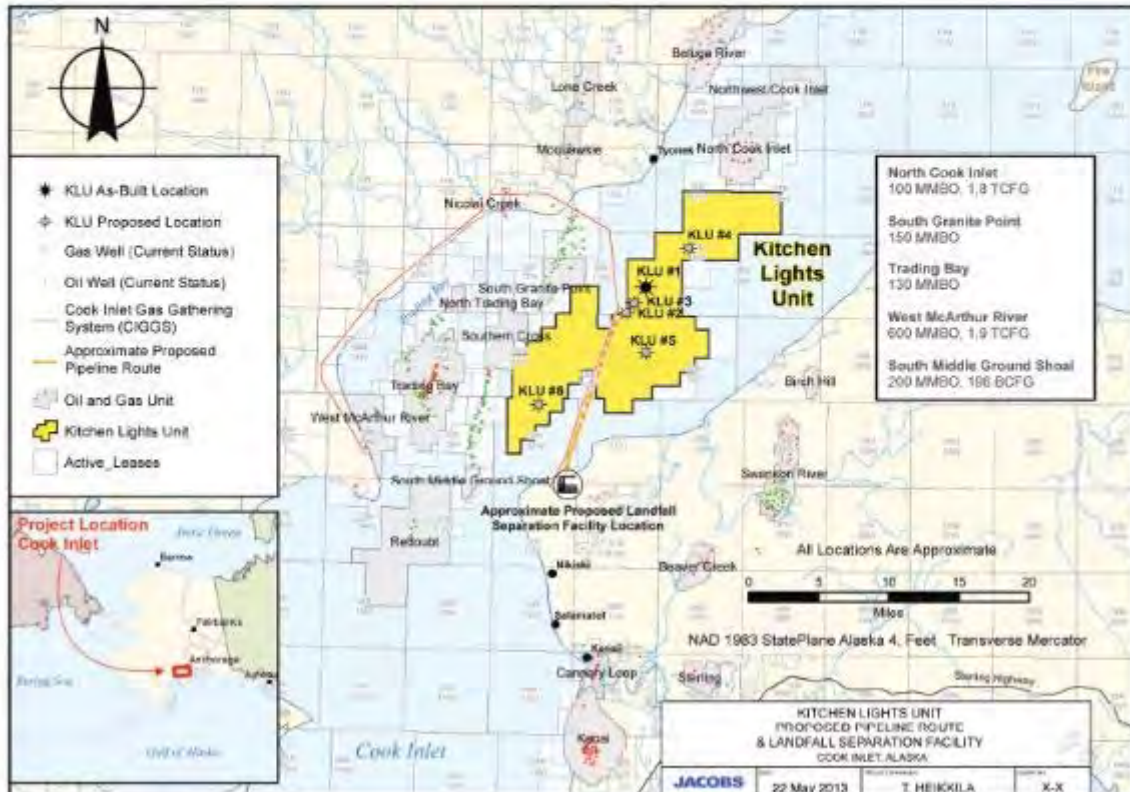 N
KLU As-Built Location
KLU Proposed Location
Gas Well (Current Status)
Oil Well (Current Status)
Cook Inlet Gas Gathering
System (CIGGS)
Approximate Proposed
Pipeline Route
Oil and Gas Unit
Kitchen Lights Unit
Active_Leases
Beluga River
Lone Creek
Northwest Cook Inlet
Moquawkie
Tyonek
North Cook Inlet
Nicolai Creek
KLU #4
Kitchen
Lights
Unit
KLU #1
KLU #3
KLU #2
KLU #5
KLU #6
South Granite Point
North Trading Bay
Southern Cross
Trading Bay
West McArthur River
South Middle Ground Shoal
Redoubt
Birch Hill
Swanson River
Beaver Creek
Approximate Proposed Landfall
Separation Facility Location
Nikiski
Salamatof
Kenai
Cannery Loop
Sterling
Sterling Highway
Kenai
Cook Inlet
North Cook Inlet
100 MMBO, 1.8 TCFG
South Granite Point
150 MMBO
Trading Bay
130 MMBO
West McArthur River
600 MMBO, 1.9 TCFG
South Middle Ground Shoal
200 MMBO, 186 BCFG
All Locations Are Approximate
0 5 10 15 20
Miles
NAD 1983 StatePlane Alaska 4, Feet Transverse Mercator
Project Location
Cook Inlet
Barrow
Fairbanks
Anchorage
Juneau
Bering Sea
Gulf of Alaska
KITCHEN LIGHTS UNIT
PROPOSED PIPELINE ROUTE
& LANDFALL SEPARATION FACILITY
COOK INLET, ALASKA
JACOBS
22 May 2013
T. HEIKKILA
X-X